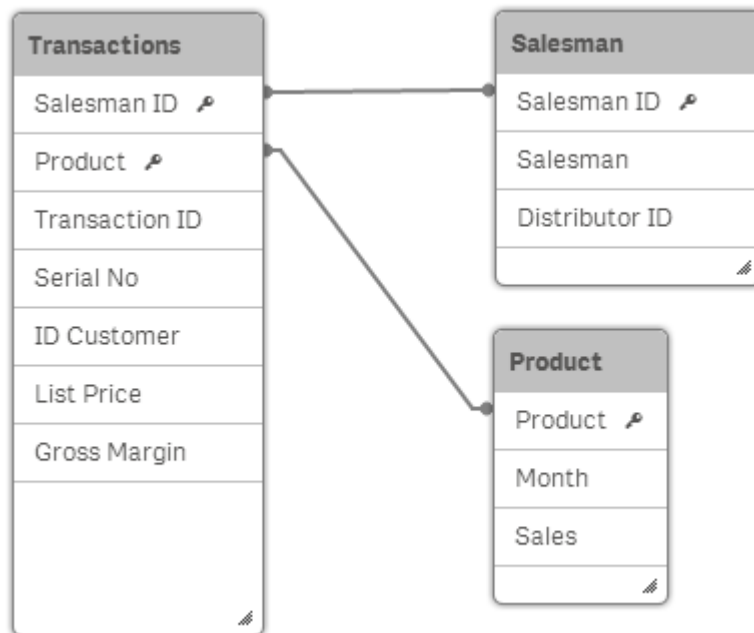 Transactions
Salesman ID
Product
Transaction ID
Serial No
ID Customer
List Price
Gross Margin
Salesman
Salesman ID
Salesman
Distributor ID
Product
Product
Month
Sales